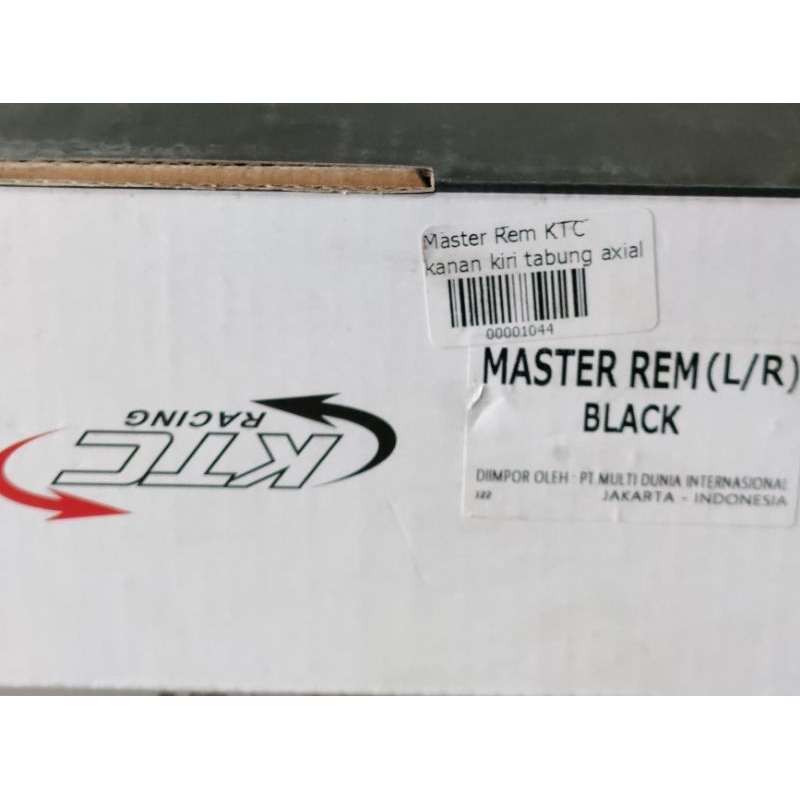 Master Rem KTC
kanan kiri tabung axial
00001044
MASTER REM (L/R)
BLACK
DIIMPOR OLEH : PT. MULTI DUNIA INTERNASIONAL
122
JAKARTA - INDONESIA
KTC
RACING